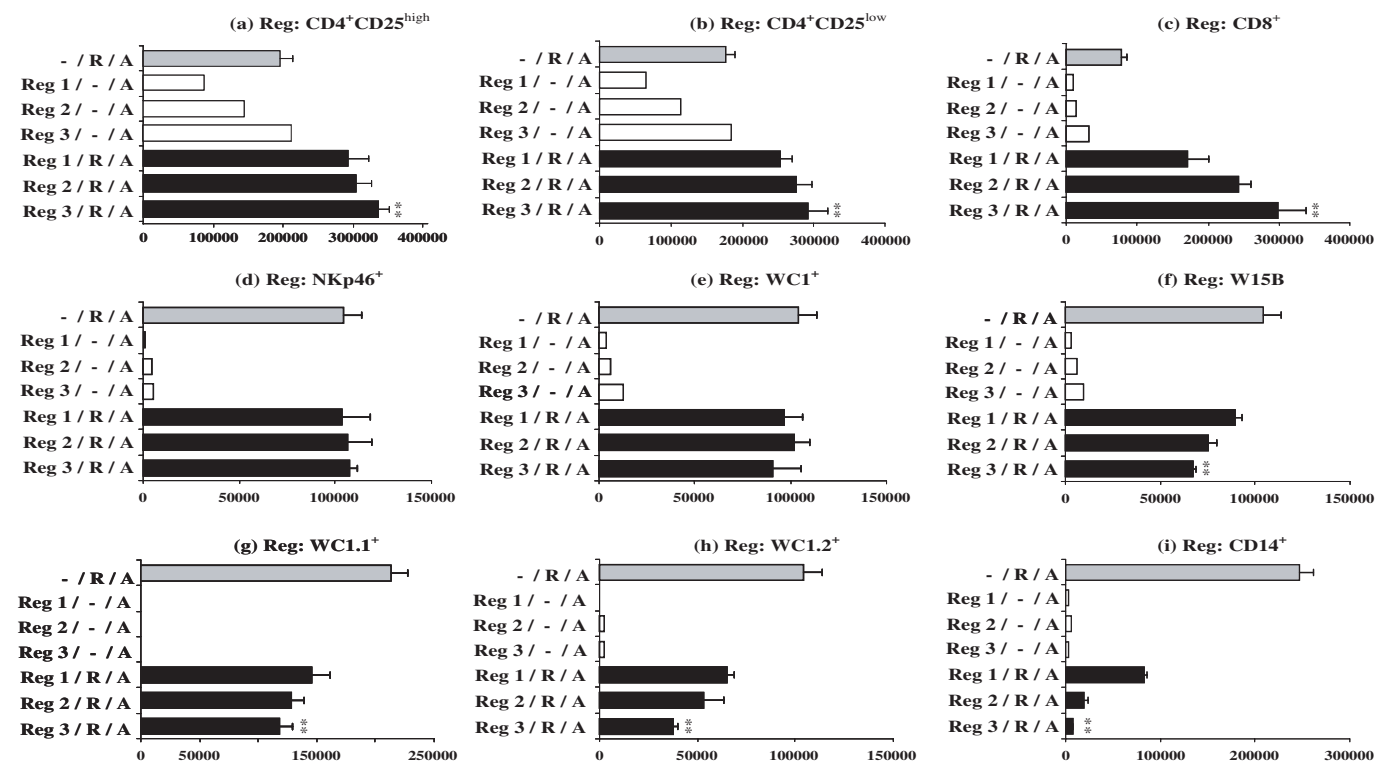 (a) Reg: CD4+CD25high
- / R / A
Reg 1 / - / A
Reg 2 / - / A
Reg 3 / - / A
Reg 1 / R / A
Reg 2 / R / A
Reg 3 / R / A
**
0 100000 200000 300000 400000
(b) Reg: CD4+CD25low
- / R / A
Reg 1 / - / A
Reg 2 / - / A
Reg 3 / - / A
Reg 1 / R / A
Reg 2 / R / A
Reg 3 / R / A
**
0 100000 200000 300000 400000
(c) Reg: CD8+
- / R / A
Reg 1 / - / A
Reg 2 / - / A
Reg 3 / - / A
Reg 1 / R / A
Reg 2 / R / A
Reg 3 / R / A
**
0 100000 200000 300000 400000
(d) Reg: NKp46+
- / R / A
Reg 1 / - / A
Reg 2 / - / A
Reg 3 / - / A
Reg 1 / R / A
Reg 2 / R / A
Reg 3 / R / A
0 50000 100000 150000
(e) Reg: WC1+
- / R / A
Reg 1 / - / A
Reg 2 / - / A
Reg 3 / - / A
Reg 1 / R / A
Reg 2 / R / A
Reg 3 / R / A
0 50000 100000 150000
(f) Reg: W15B
- / R / A
Reg 1 / - / A
Reg 2 / - / A
Reg 3 / - / A
Reg 1 / R / A
Reg 2 / R / A
Reg 3 / R / A
**
0 50000 100000 150000
(g) Reg: WC1.1+
- / R / A
Reg 1 / - / A
Reg 2 / - / A
Reg 3 / - / A
Reg 1 / R / A
Reg 2 / R / A
Reg 3 / R / A
**
0 50000 150000 250000
(h) Reg: WC1.2+
- / R / A
Reg 1 / - / A
Reg 2 / - / A
Reg 3 / - / A
Reg 1 / R / A
Reg 2 / R / A
Reg 3 / R / A
**
0 50000 100000 150000
(i) Reg: CD14+
- / R / A
Reg 1 / - / A
Reg 2 / - / A
Reg 3 / - / A
Reg 1 / R / A
Reg 2 / R / A
Reg 3 / R / A
**
0 100000 200000 300000